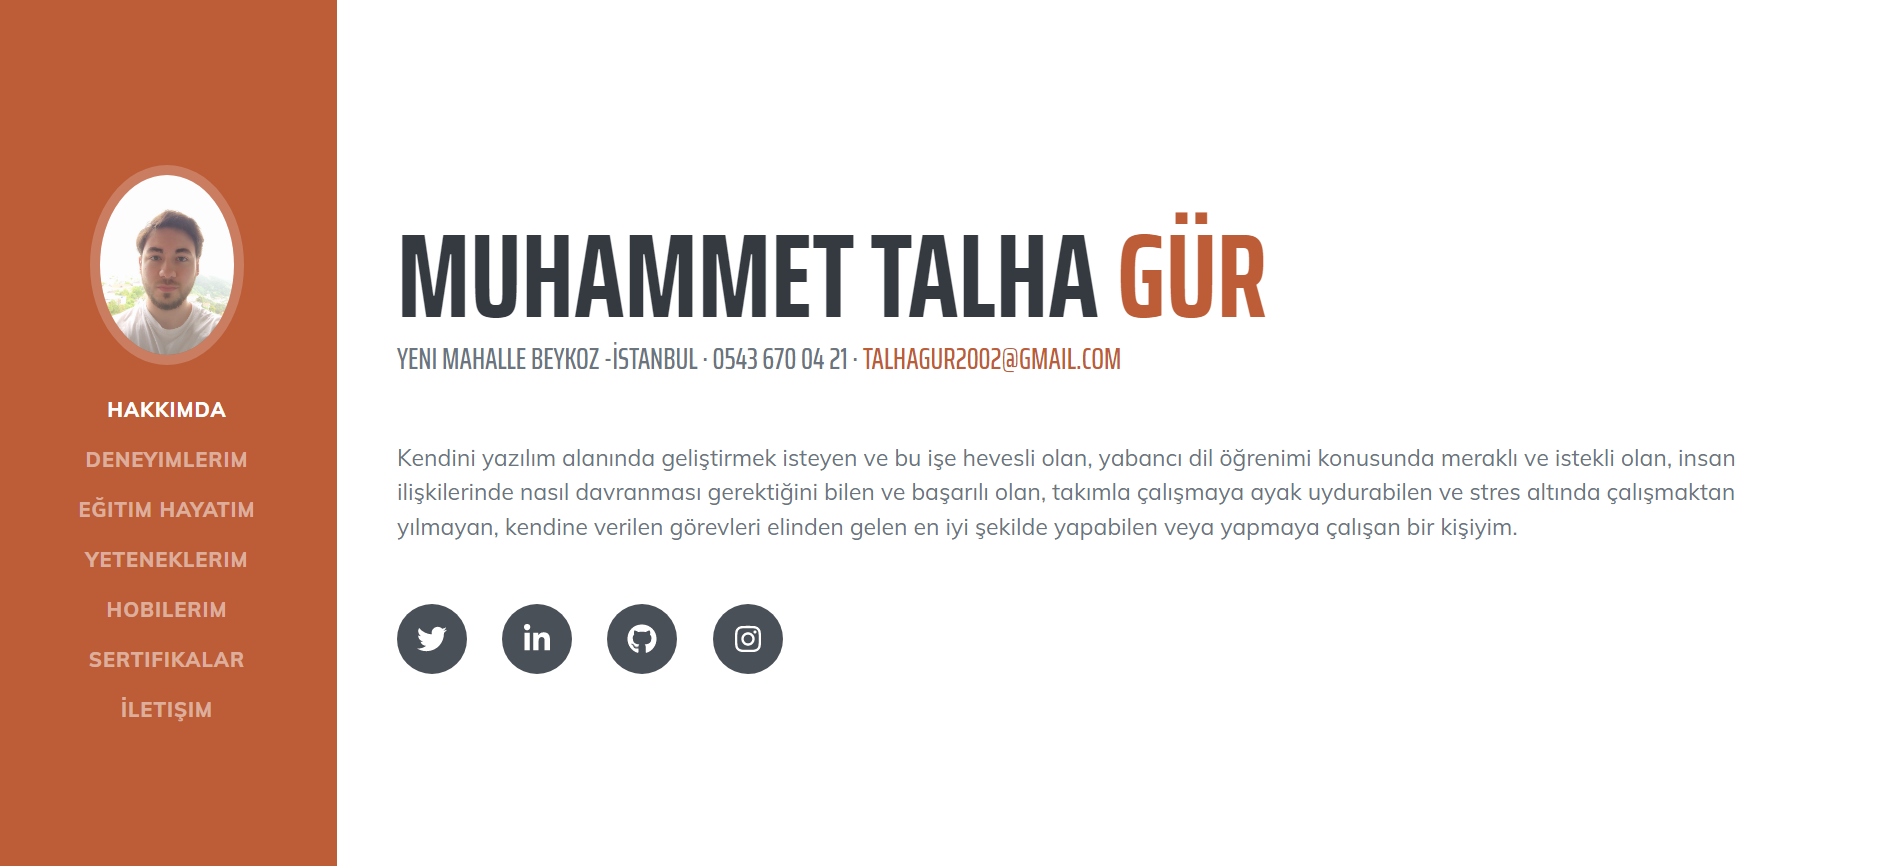 HAKKIMDA
DENEYIMLERIM
EĞITIM HAYATIM
YETENEKLERIM
HOBILERIM
SERTIFIKALAR
İLETIŞIM
MUHAMMET TALHA GÜR
YENI MAHALLE BEYKOZ -İSTANBUL · 0543 670 04 21 · TALHAGUR2002@GMAIL.COM
Kendini yazılım alanında geliştirmek isteyen ve bu işe hevesli olan, yabancı dil öğrenimi konusunda meraklı ve istekli olan, insan
ilişkilerinde nasıl davranması gerektiğini bilen ve başarılı olan, takımla çalışmaya ayak uydurabilen ve stres altında çalışmaktan
yılmayan, kendine verilen görevleri elinden gelen en iyi şekilde yapabilen veya yapmaya çalışan bir kişiyim.
in